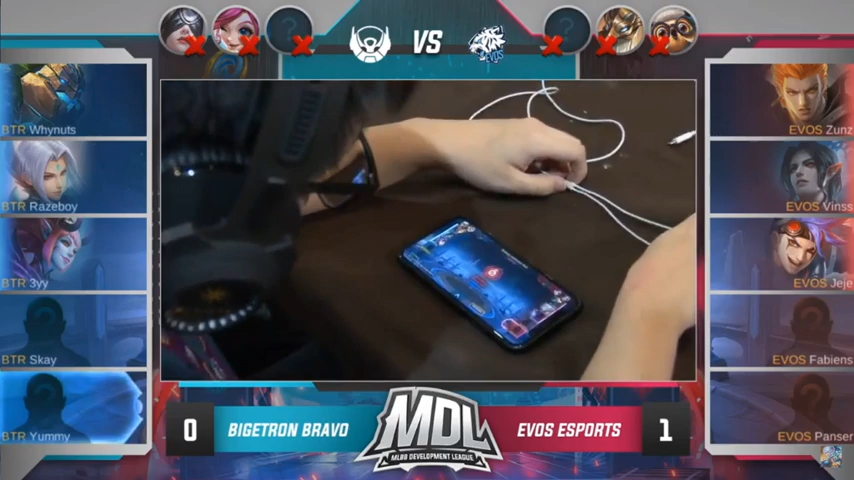 VS
EVOS
BTR Whynuts
BTR Razeboy
BTR 3yy
BTR Skay
BTR Yummy
EVOS Zunz
EVOS Vinss
EVOS Jeje
EVOS Fabiens
EVOS Panser
0
BIGETRON BRAVO
MDL
MLBB DEVELOPMENT LEAGUE
EVOS ESPORTS
1